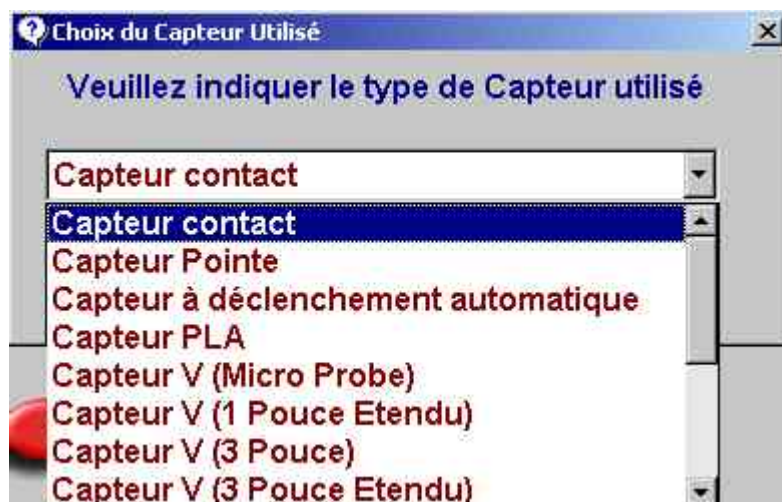 Choix du Capteur Utilisé
Veuillez indiquer le type de Capteur utilisé
Capteur contact
Capteur contact
Capteur Pointe
Capteur à déclenchement automatique
Capteur PLA
Capteur V (Micro Probe)
Capteur V (1 Pouce Etendu)
Capteur V (3 Pouce)
Capteur V (3 Pouce Etendu)